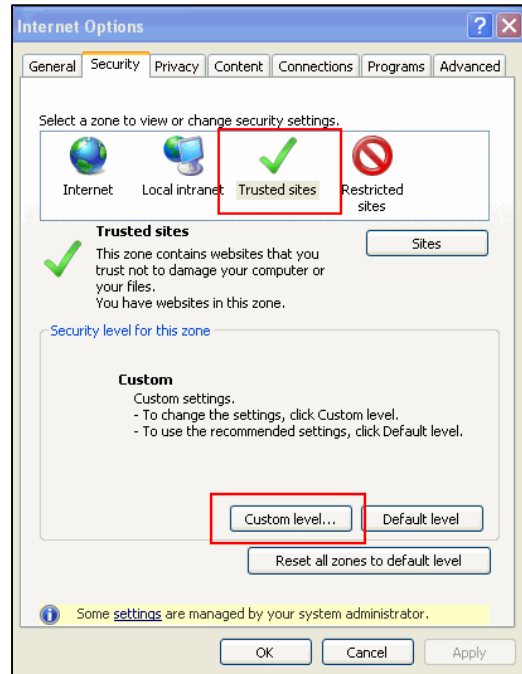 Internet Options
General Security Privacy Content Connections Programs Advanced
Select a zone to view or change security settings.
Internet Local intranet Trusted sites Restricted
sites
Trusted sites
Sites
This zone contains websites that you
trust not to damage your computer or
your files.
You have websites in this zone.
Security level for this zone
Custom
Custom settings.
- To change the settings, click Custom level.
- To use the recommended settings, click Default level.
Custom level... Default level
Reset all zones to default level
Some settings are managed by your system administrator.
OK Cancel Apply